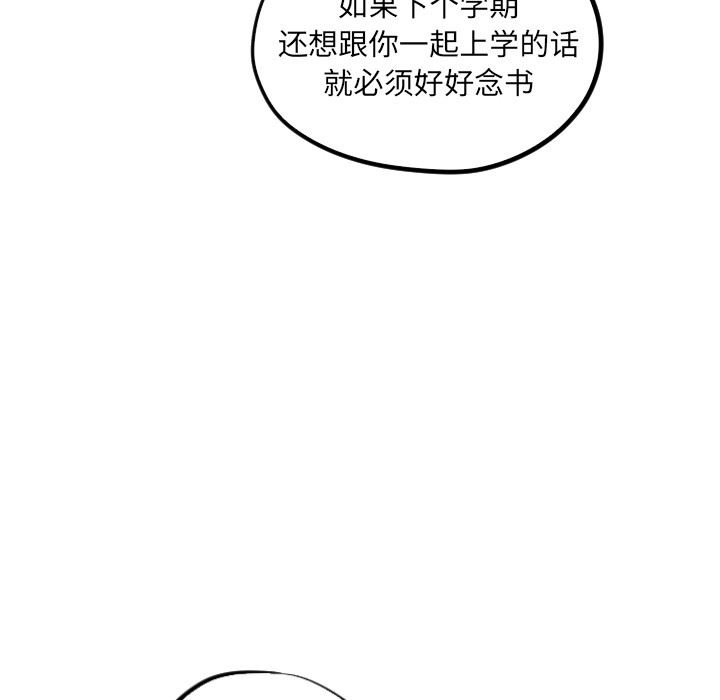 如果下个学期
还想跟你一起上学的话
就必须好好念书